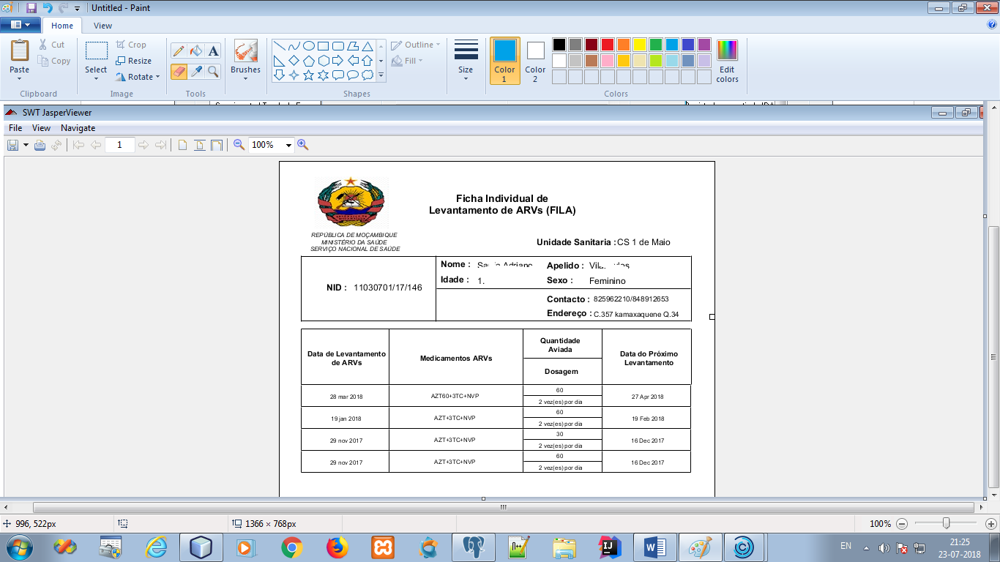 Untitled - Paint
Home
View
Paste
Cut
Copy
Clipboard
Select
Crop
Resize
Rotate
Image
Tools
Brushes
Shapes
Outline
Fill
Size
Color 1
Color 2
Colors
Edit colors
SWT JasperViewer
File View Navigate
1
100%
Ficha Individual de
Levantamento de ARVs (FILA)
REPÚBLICA DE MOÇAMBIQUE
MINISTÉRIO DA SAÚDE
SERVIÇO NACIONAL DE SAÚDE
Unidade Sanitaria : CS 1 de Maio
NID : 11030701/17/146
Nome :
Apelido :
Idade : 1.
Sexo : Feminino
Contacto : 825962210/848912653
Endereço : C.357 kamaxaquene Q.34
Data de Levantamento
de ARVs
Medicamentos ARVs
Quantidade
Aviada
Dosagem
Data do Próximo
Levantamento
28 mar 2018
AZT60+3TC+NVP
60
2 vez(es) por dia
27 Apr 2018
19 jan 2018
AZT+3TC+NVP
60
2 vez(es) por dia
19 Feb 2018
29 nov 2017
AZT+3TC+NVP
30
2 vez(es) por dia
16 Dec 2017
29 nov 2017
AZT+3TC+NVP
60
2 vez(es) por dia
16 Dec 2017
996, 522px
1366 × 768px
100%
EN
21:25
23-07-2018